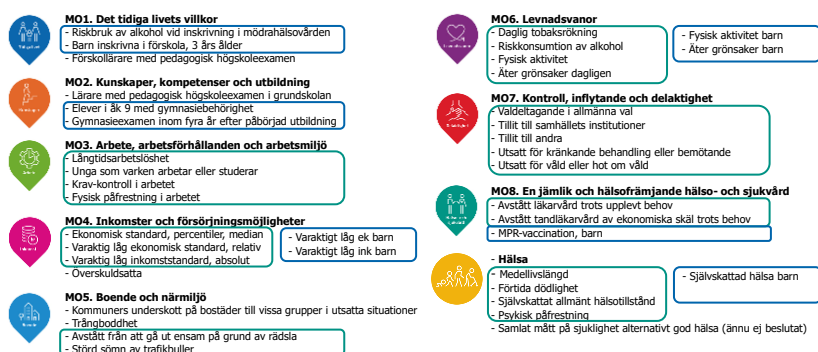 MO1. Det tidiga livets villkor
- Riskbruk av alkohol vid inskrivning i mödrahälsovården
- Barn inskrivna i förskola, 3 års ålder
- Förskollärare med pedagogisk högskoleexamen
MO2. Kunskaper, kompetenser och utbildning
- Lärare med pedagogisk högskoleexamen i grundskolan
- Elever i åk 9 med gymnasiebehörighet
- Gymnasieexamen inom fyra år efter påbörjad utbildning
MO3. Arbete, arbetsförhållanden och arbetsmiljö
- Långtidsarbetslöshet
- Unga som varken arbetar eller studerar
- Krav-kontroll i arbetet
- Fysisk påfrestning i arbetet
MO4. Inkomster och försörjningsmöjligheter
- Ekonomisk standard, percentiler, median
- Varaktig låg ekonomisk standard, relativ
- Varaktig låg inkomststandard, absolut
- Överskuldsatta
- Varaktigt låg ek barn
- Varaktigt låg ink barn
MO5. Boende och närmiljö
- Kommuners underskott på bostäder till vissa grupper i utsatta situationer
- Trångboddhet
- Avstått från att gå ut ensam på grund av rädsla
- Störd sömn av trafikbuller
MO6. Levnadsvanor
- Daglig tobaksrökning
- Riskkonsumtion av alkohol
- Fysisk aktivitet
- Äter grönsaker dagligen
- Fysisk aktivitet barn
- Äter grönsaker barn
MO7. Kontroll, inflytande och delaktighet
- Valdeltagande i allmänna val
- Tillit till samhällets institutioner
- Tillit till andra
- Utsatt för kränkande behandling eller bemötande
- Utsatt för våld eller hot om våld
MO8. En jämlik och hälsofrämjande hälso- och sjukvård
- Avstått läkarvård trots upplevt behov
- Avstått tandläkarvård av ekonomiska skäl trots behov
- MPR-vaccination, barn
- Hälsa
- Medellivslängd
- Förtida dödlighet
- Självskattat allmänt hälsotillstånd
- Psykisk påfrestning
- Samlat mått på sjuklighet alternativt god hälsa (ännu ej beslutat)
- Självskattad hälsa barn